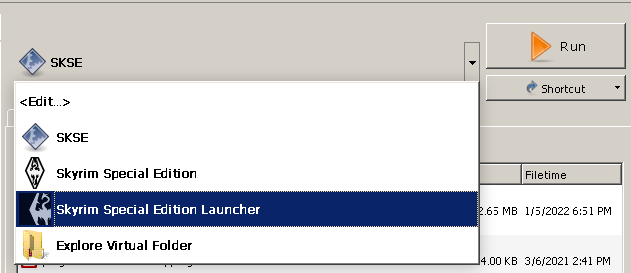 SKSE
Run
Shortcut
<Edit...>
SKSE
Skyrim Special Edition
Skyrim Special Edition Launcher
Explore Virtual Folder
Filetime
2.65 MB 1/5/2022 6:51 PM
4.00 KB 3/6/2021 2:41 PM